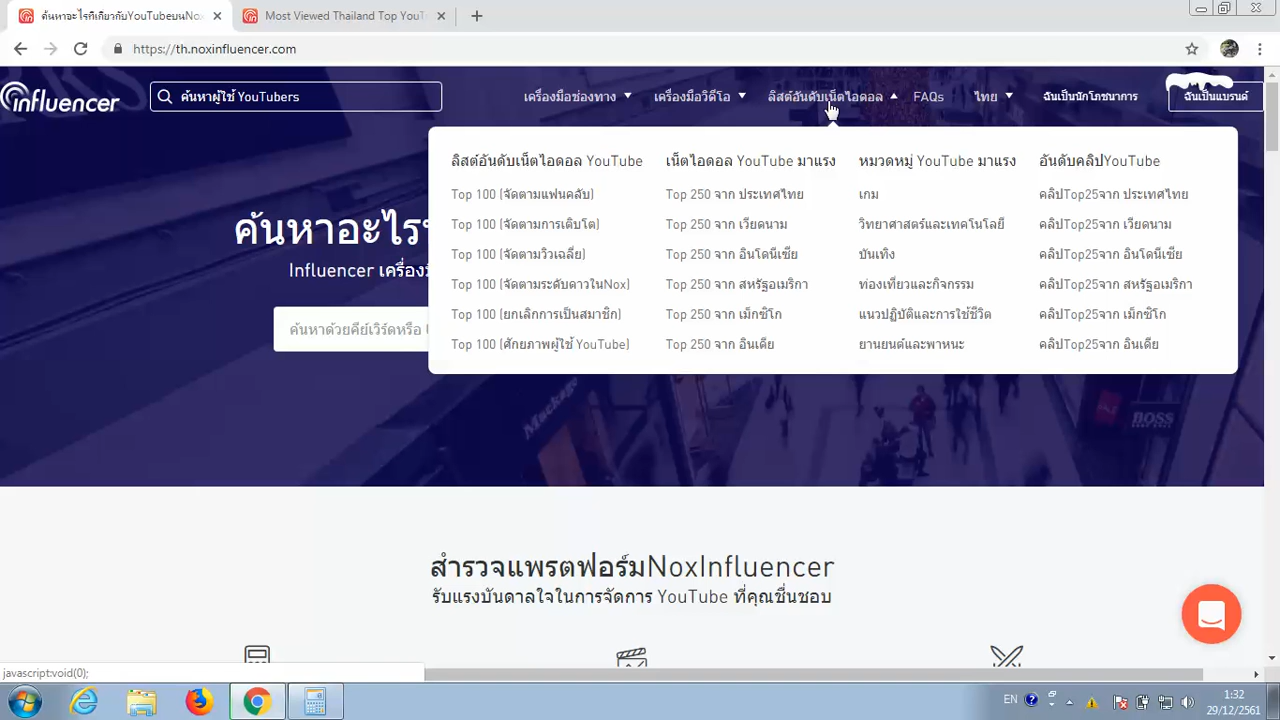 ค้นหาอะไรก็เกี่ยวกับYouTubeบนNox
Most Viewed Thailand Top YouT
https://th.noxinfluencer.com
influencer
ค้นหาผู้ใช้ YouTubers
เครื่องมือช่องทาง
เครื่องมือวิดีโอ
ลิสต์อันดับเน็ตไอดอล
FAQs
ไทย
ฉันเป็นนักโฆษณาการ
ฉันเป็นแบรนด์
ลิสต์อันดับเน็ตไอดอล YouTube
Top 100 (จัดตามแฟนคลับ)
Top 100 (จัดตามการเติบโต)
Top 100 (จัดตามวิวเฉลี่ย)
Top 100 (จัดตามระดับดาวในNox)
Top 100 (ยกเลิกการเป็นสมาชิก)
Top 100 (ศักยภาพผู้ใช้ YouTube)
เน็ตไอดอล YouTube มาแรง
Top 250 จาก ประเทศไทย
Top 250 จาก เวียดนาม
Top 250 จาก อินโดนีเซีย
Top 250 จาก สหรัฐอเมริกา
Top 250 จาก เม็กซิโก
Top 250 จาก อินเดีย
หมวดหมู่ YouTube มาแรง
เกม
วิทยาศาสตร์และเทคโนโลยี
บันเทิง
ท่องเที่ยวและกิจกรรม
แนวปฏิบัติและการใช้ชีวิต
ยานยนต์และพาหนะ
อันดับคลิปYouTube
คลิปTop25จาก ประเทศไทย
คลิปTop25จาก เวียดนาม
คลิปTop25จาก อินโดนีเซีย
คลิปTop25จาก สหรัฐอเมริกา
คลิปTop25จาก เม็กซิโก
คลิปTop25จาก อินเดีย
ค้นหาอะไร
Influencer เครื่องมื
ค้นหาด้วยคีย์เวิร์ดหรือ
BOSS
สำรวจแพรตฟอร์มNoxInfluencer
รับแรงบันดาลใจในการจัดการ YouTube ที่คุณชื่นชอบ
javascript:void(0);
EN
1:32
29/12/2561